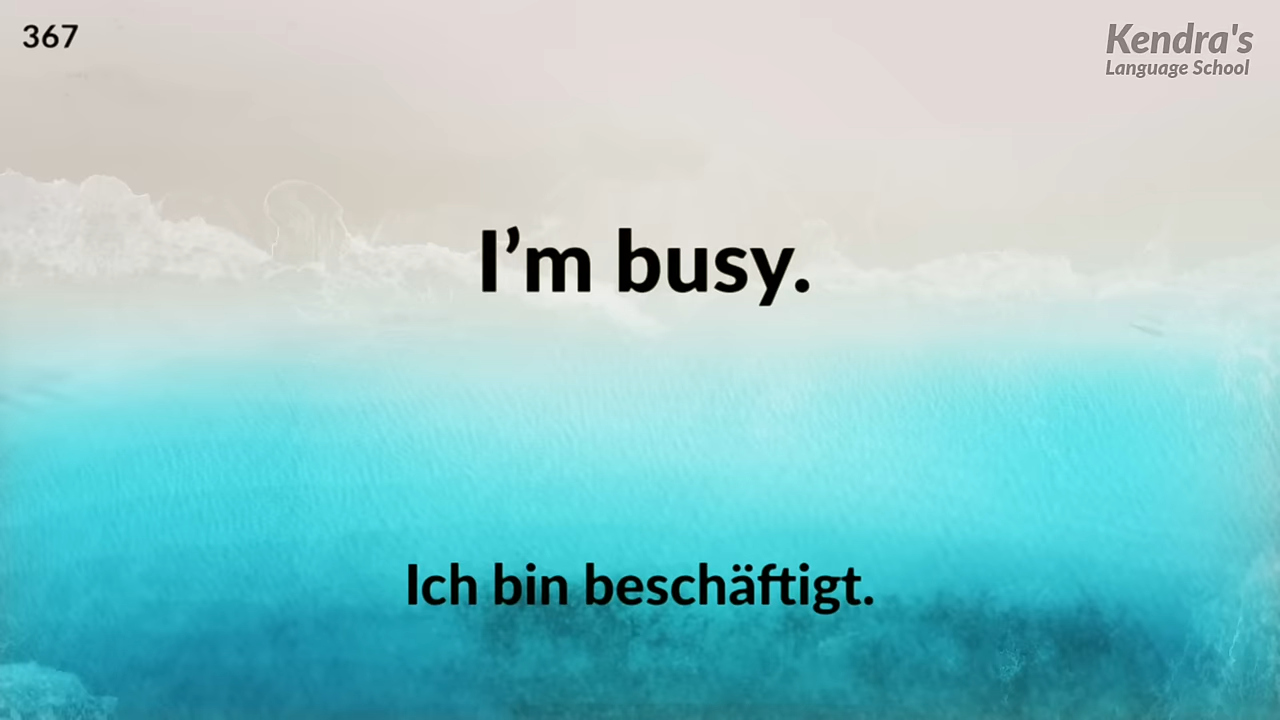 367
Kendra's
Language School
I’m busy.
Ich bin beschäftigt.